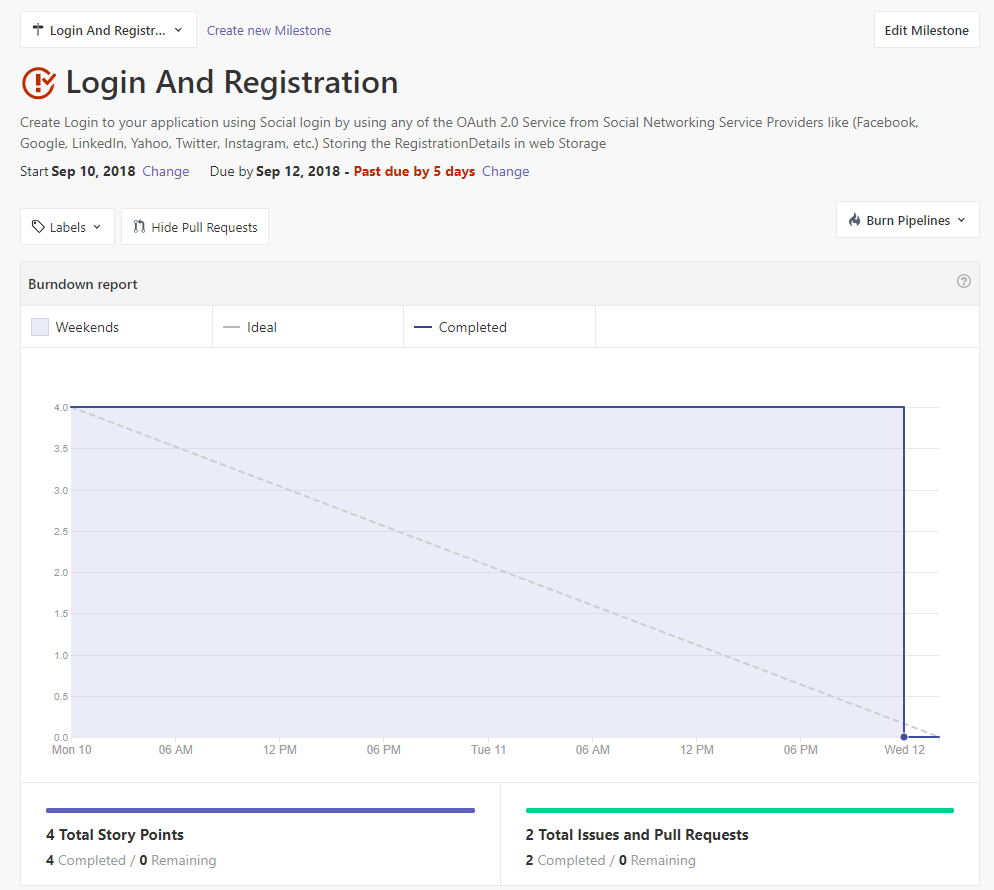 Login And Registr...
Create new Milestone
Edit Milestone
Login And Registration
Create Login to your application using Social login by using any of the OAuth 2.0 Service from Social Networking Service Providers like (Facebook,
Google, LinkedIn, Yahoo, Twitter, Instagram, etc.) Storing the RegistrationDetails in web Storage
Start Sep 10, 2018 Change Due by Sep 12, 2018 - Past due by 5 days Change
Labels
Hide Pull Requests
Burn Pipelines
Burndown report
?
Weekends
Ideal
Completed
4.0
3.5
3.0
2.5
2.0
1.5
1.0
0.5
0.0
Mon 10 06 AM 12 PM 06 PM Tue 11 06 AM 12 PM 06 PM Wed 12
4 Total Story Points
4 Completed / 0 Remaining
2 Total Issues and Pull Requests
2 Completed / 0 Remaining